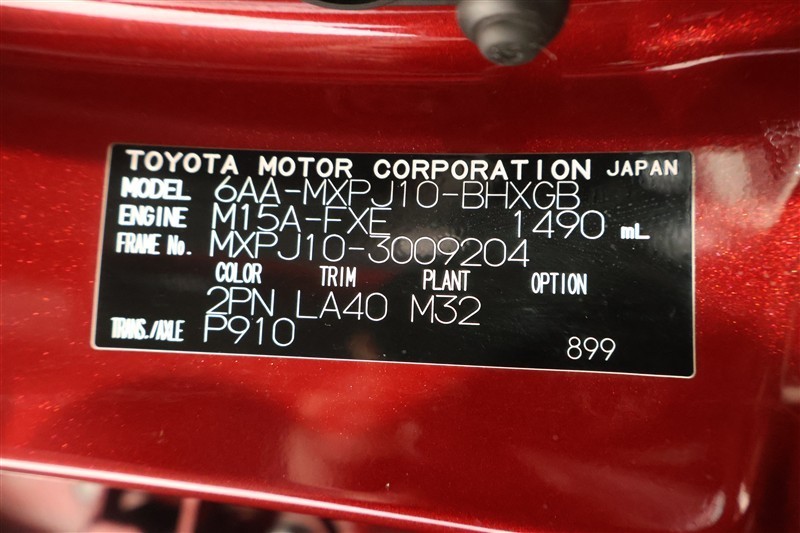 TOYOTA MOTOR CORPORATION JAPAN
MODEL 6AA-MXPJ10-BHXGB
ENGINE M15A-FXE 1490 mL
FRAME No. MXPJ10-3009204
COLOR TRIM PLANT OPTION
2PN LA40 M32
TRANS./AXLE P910
899